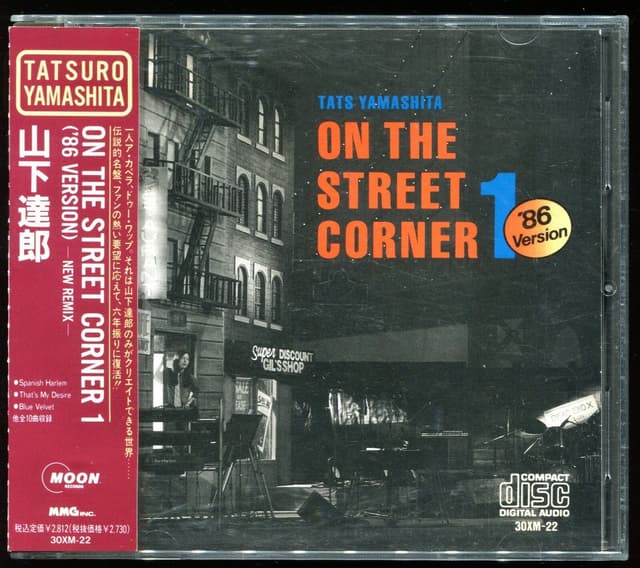 TATSURO
YAMASHITA
ON THE STREET CORNER 1
('86 VERSION) —NEW REMIX—
山下達郎
一人ア・カペラ、ドゥー・ワップ。それは山下達郎のみがクリエイトできる世界……
伝説的名盤、ファンの熱い要望に応えて、六年振りに復活!!
●Spanish Harlem
●That's My Desire
●Blue Velvet
他全10曲収録
MOON
RECORDS
MMG INC.
税込定価¥2,812(税抜価格¥2,730)
30XM-22
TATS YAMASHITA
ON THE
STREET
CORNER 1
'86
Version
Super DISCOUNT
GIL'S SHOP
COMPACT
disc
DIGITAL AUDIO
30XM-22